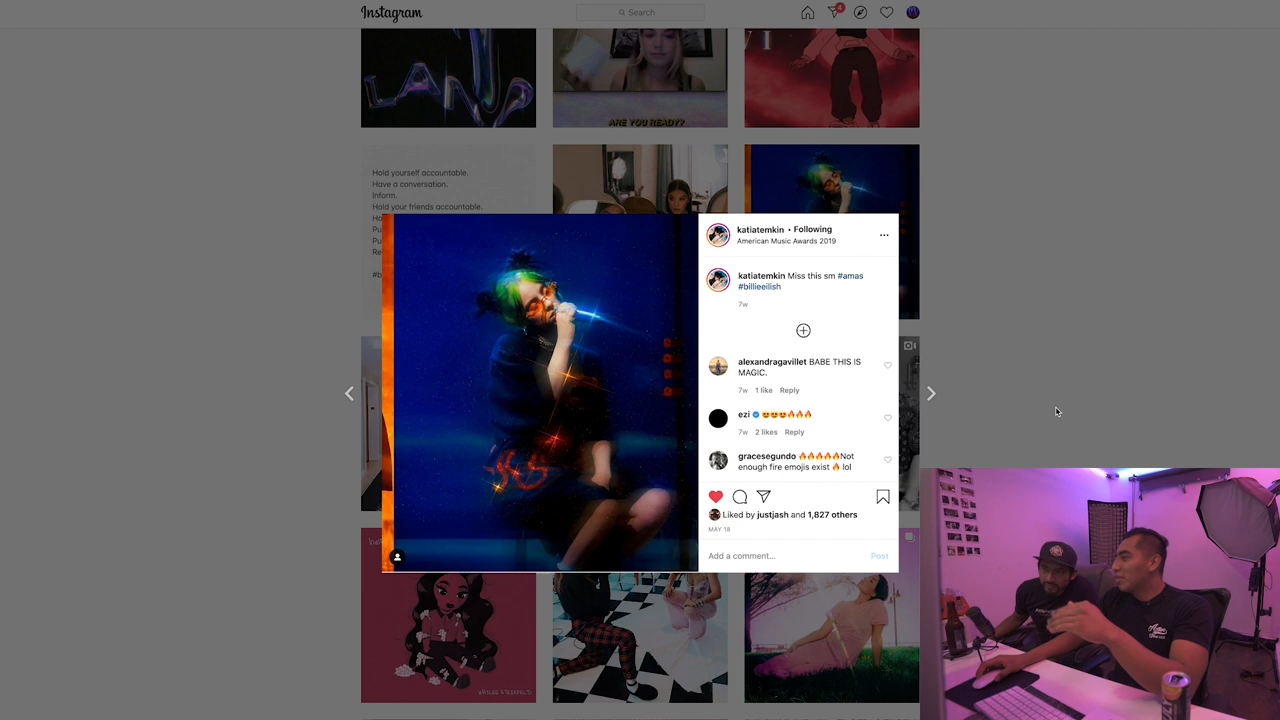 Instagram
Search
4
LAND
ARE YOU READY?
VI
Hold yourself accountable.
Have a conversation.
Inform.
Hold your friends accountable.
katiatemkin • Following
American Music Awards 2019
katiatemkin Miss this sm #amas
#billieeilish
7w
alexandragavillet BABE THIS IS
MAGIC.
7w 1 like Reply
ezi 😍😍😍🔥🔥🔥
7w 2 likes Reply
gracesegundo 🔥🔥🔥🔥🔥Not
enough fire emojis exist 🔥 lol
Liked by justjash and 1,827 others
MAY 18
Add a comment... Post